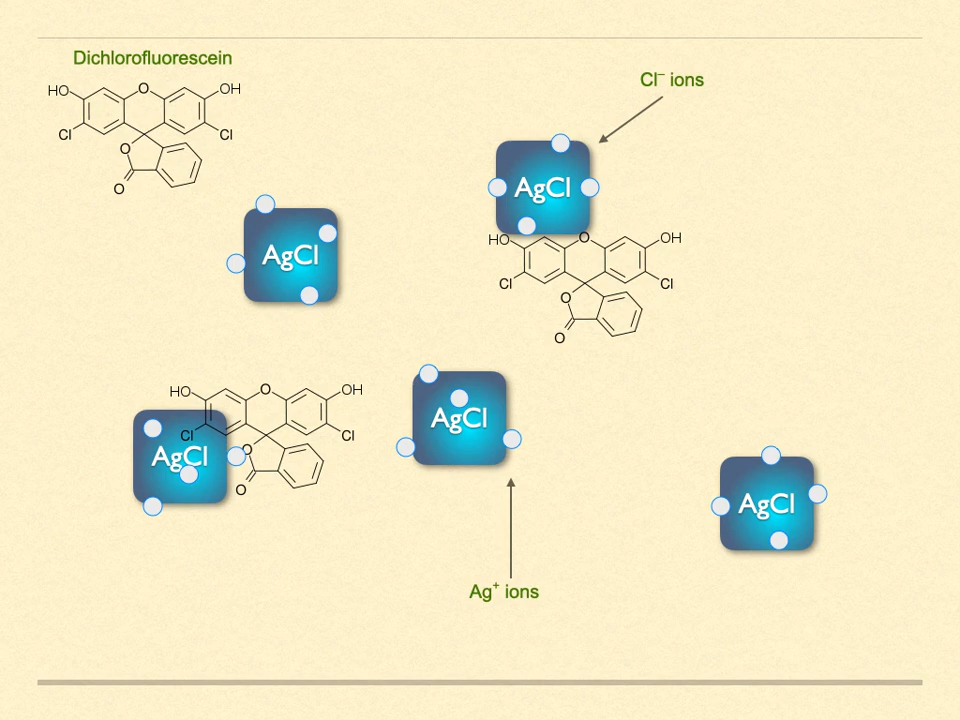 Dichlorofluorescein
HO O OH
Cl Cl
O
O
Cl⁻ ions
AgCl
HO O OH
Cl Cl
O
O
AgCl
HO O OH
Cl Cl
O
O
AgCl
AgCl
AgCl
Ag⁺ ions